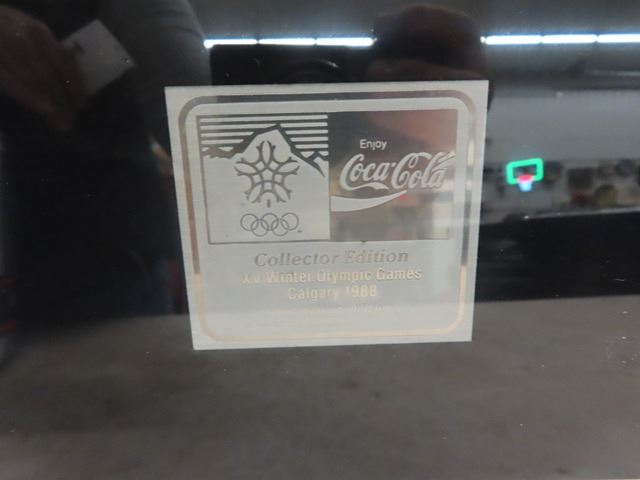 Enjoy
Coca-Cola
Collector Edition
XV Winter Olympic Games
Calgary 1988